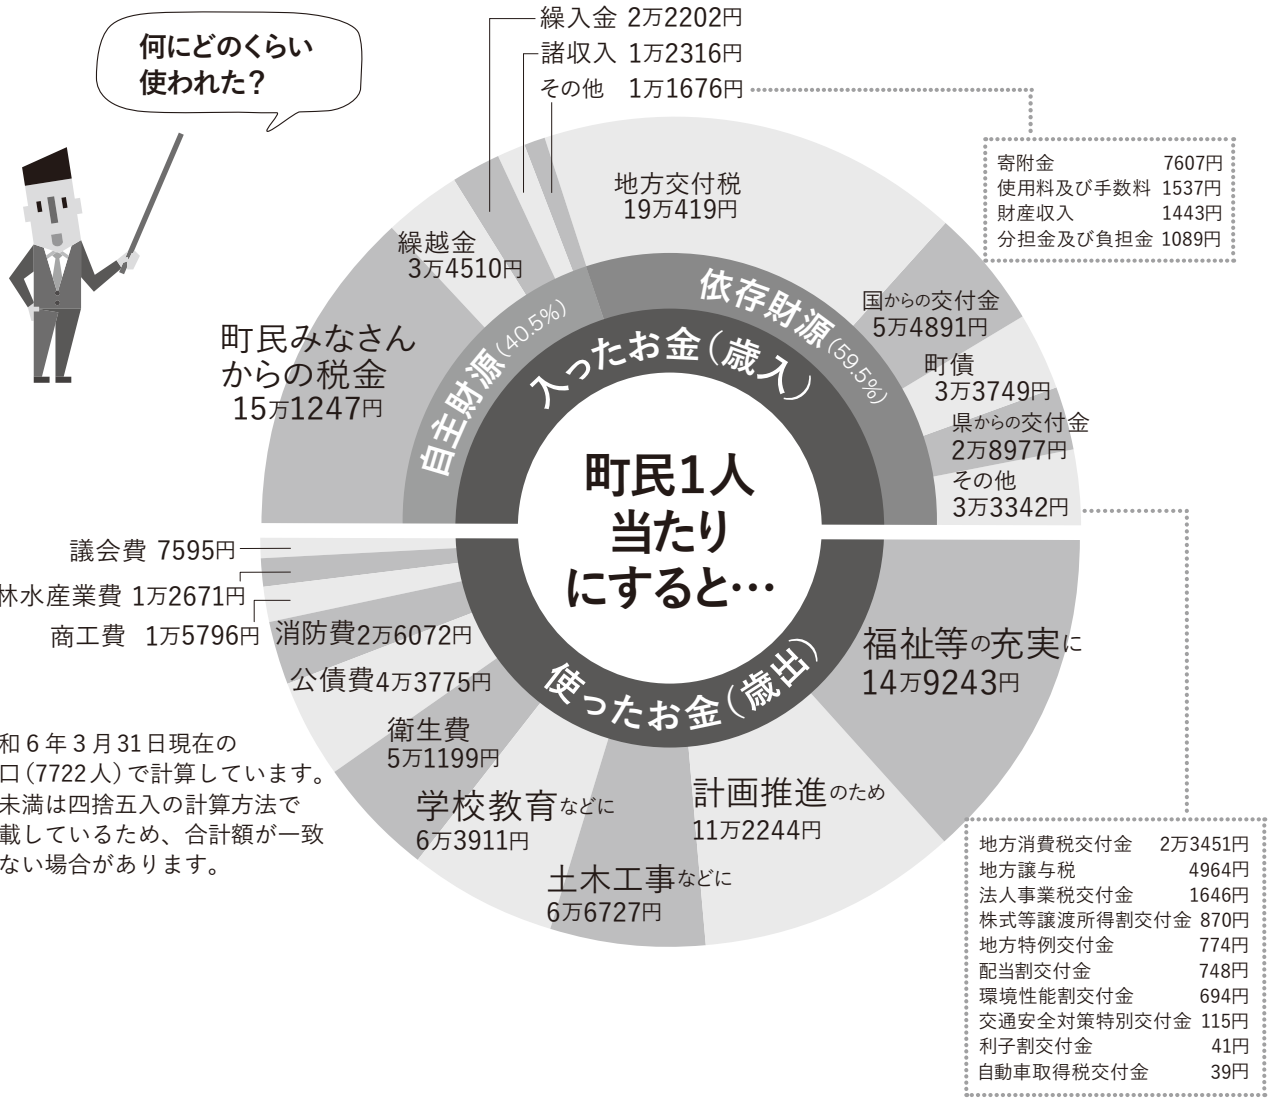 何にどのくらい
使われた？
繰入金 2万2202円
諸収入 1万2316円
その他 1万1676円
寄附金 7607円
使用料及び手数料 1537円
財産収入 1443円
分担金及び負担金 1089円
地方交付税
19万419円
繰越金
3万4510円
町民みなさん
からの税金
15万1247円
国からの交付金
5万4891円
町債
3万3749円
県からの交付金
2万8977円
その他
3万3342円
自主財源(40.5%)
依存財源(59.5%)
入ったお金(歳入)
町民1人
当たり
にすると…
使ったお金(歳出)
議会費 7595円
林水産業費 1万2671円
商工費 1万5796円
消防費2万6072円
公債費4万3775円
衛生費
5万1199円
学校教育などに
6万3911円
土木工事などに
6万6727円
計画推進のため
11万2244円
福祉等の充実に
14万9243円
和6年3月31日現在の
口(7722人)で計算しています。
未満は四捨五入の計算方法で
載しているため、合計額が一致
ない場合があります。
地方消費税交付金 2万3451円
地方譲与税 4964円
法人事業税交付金 1646円
株式等譲渡所得割交付金 870円
地方特例交付金 774円
配当割交付金 748円
環境性能割交付金 694円
交通安全対策特別交付金 115円
利子割交付金 41円
自動車取得税交付金 39円